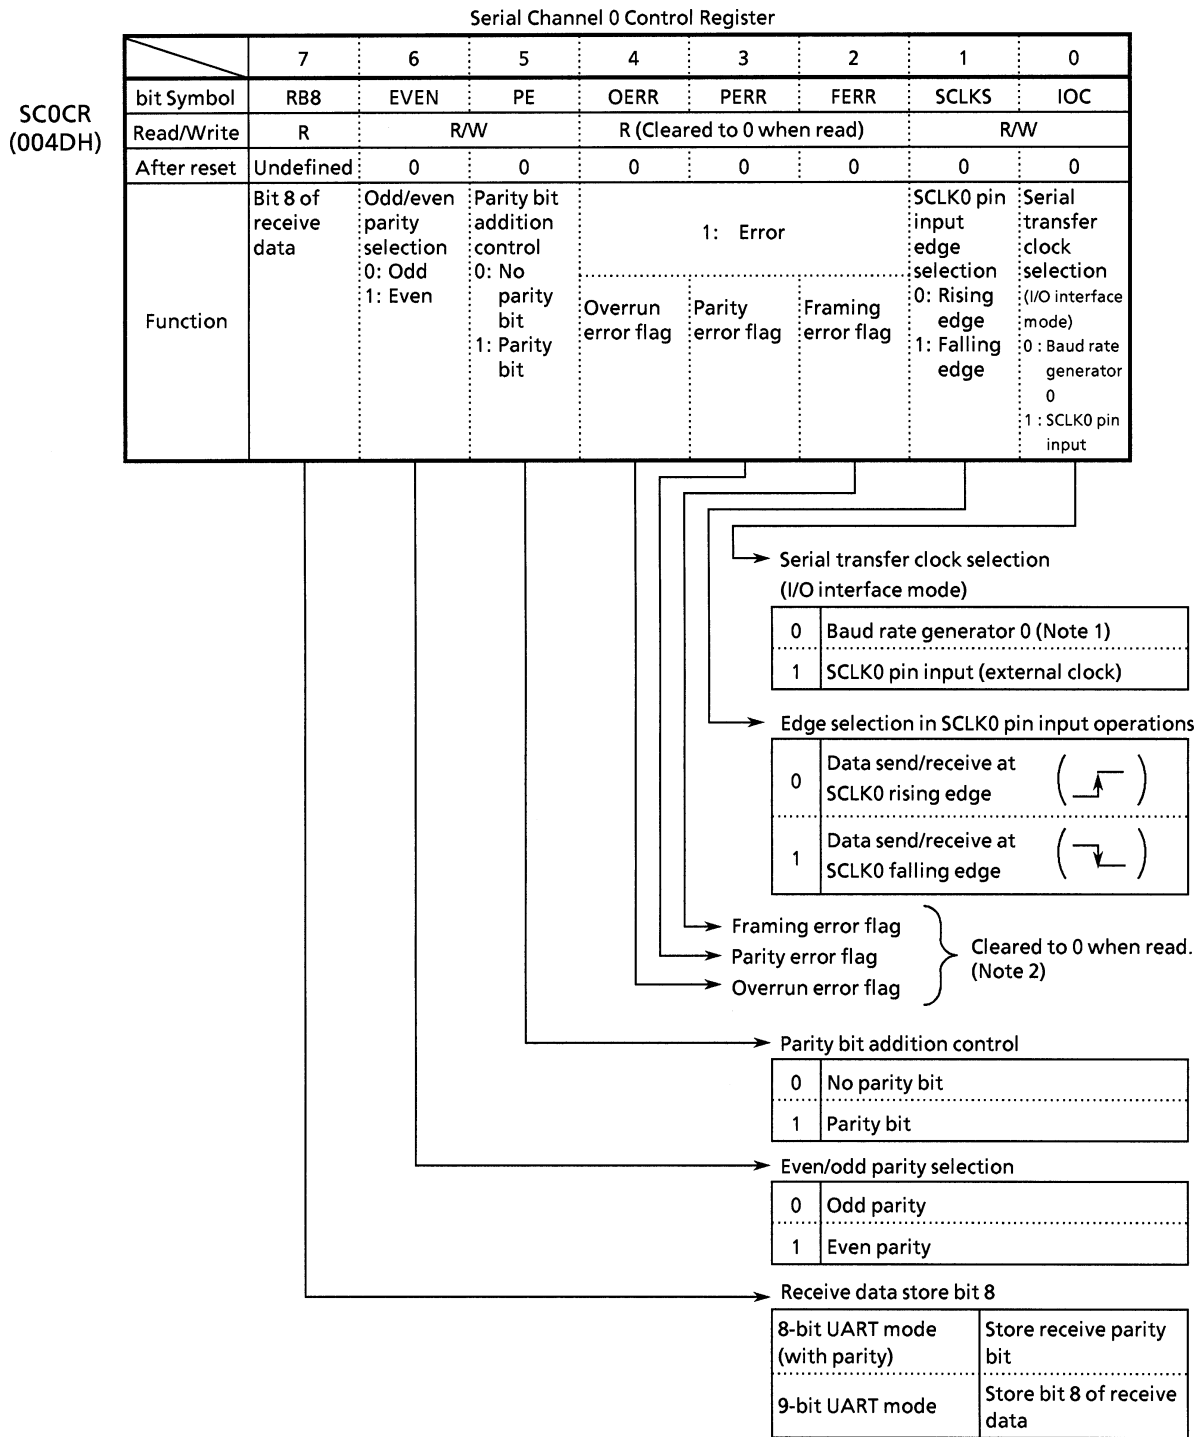 Serial Channel 0 Control Register
7 6 5 4 3 2 1 0
SC0CR
(004DH)
bit Symbol RB8 EVEN PE OERR PERR FERR SCLKS IOC
Read/Write R R/W R (Cleared to 0 when read) R/W
After reset Undefined 0 0 0 0 0 0 0
Function
Bit 8 of
receive
data
Odd/even
parity
selection
0: Odd
1: Even
Parity bit
addition
control
0: No
parity
bit
1: Parity
bit
1: Error
Overrun
error flag
Parity
error flag
Framing
error flag
SCLK0 pin
input
edge
selection
0: Rising
edge
1: Falling
edge
Serial
transfer
clock
selection
(I/O interface
mode)
0 : Baud rate
generator
0
1 : SCLK0 pin
input
Serial transfer clock selection
(I/O interface mode)
0 Baud rate generator 0 (Note 1)
1 SCLK0 pin input (external clock)
Edge selection in SCLK0 pin input operations
0 Data send/receive at
SCLK0 rising edge
1 Data send/receive at
SCLK0 falling edge
Framing error flag
Parity error flag
Overrun error flag
Cleared to 0 when read.
(Note 2)
Parity bit addition control
0 No parity bit
1 Parity bit
Even/odd parity selection
0 Odd parity
1 Even parity
Receive data store bit 8
8-bit UART mode
(with parity)
Store receive parity
bit
9-bit UART mode
Store bit 8 of receive
data